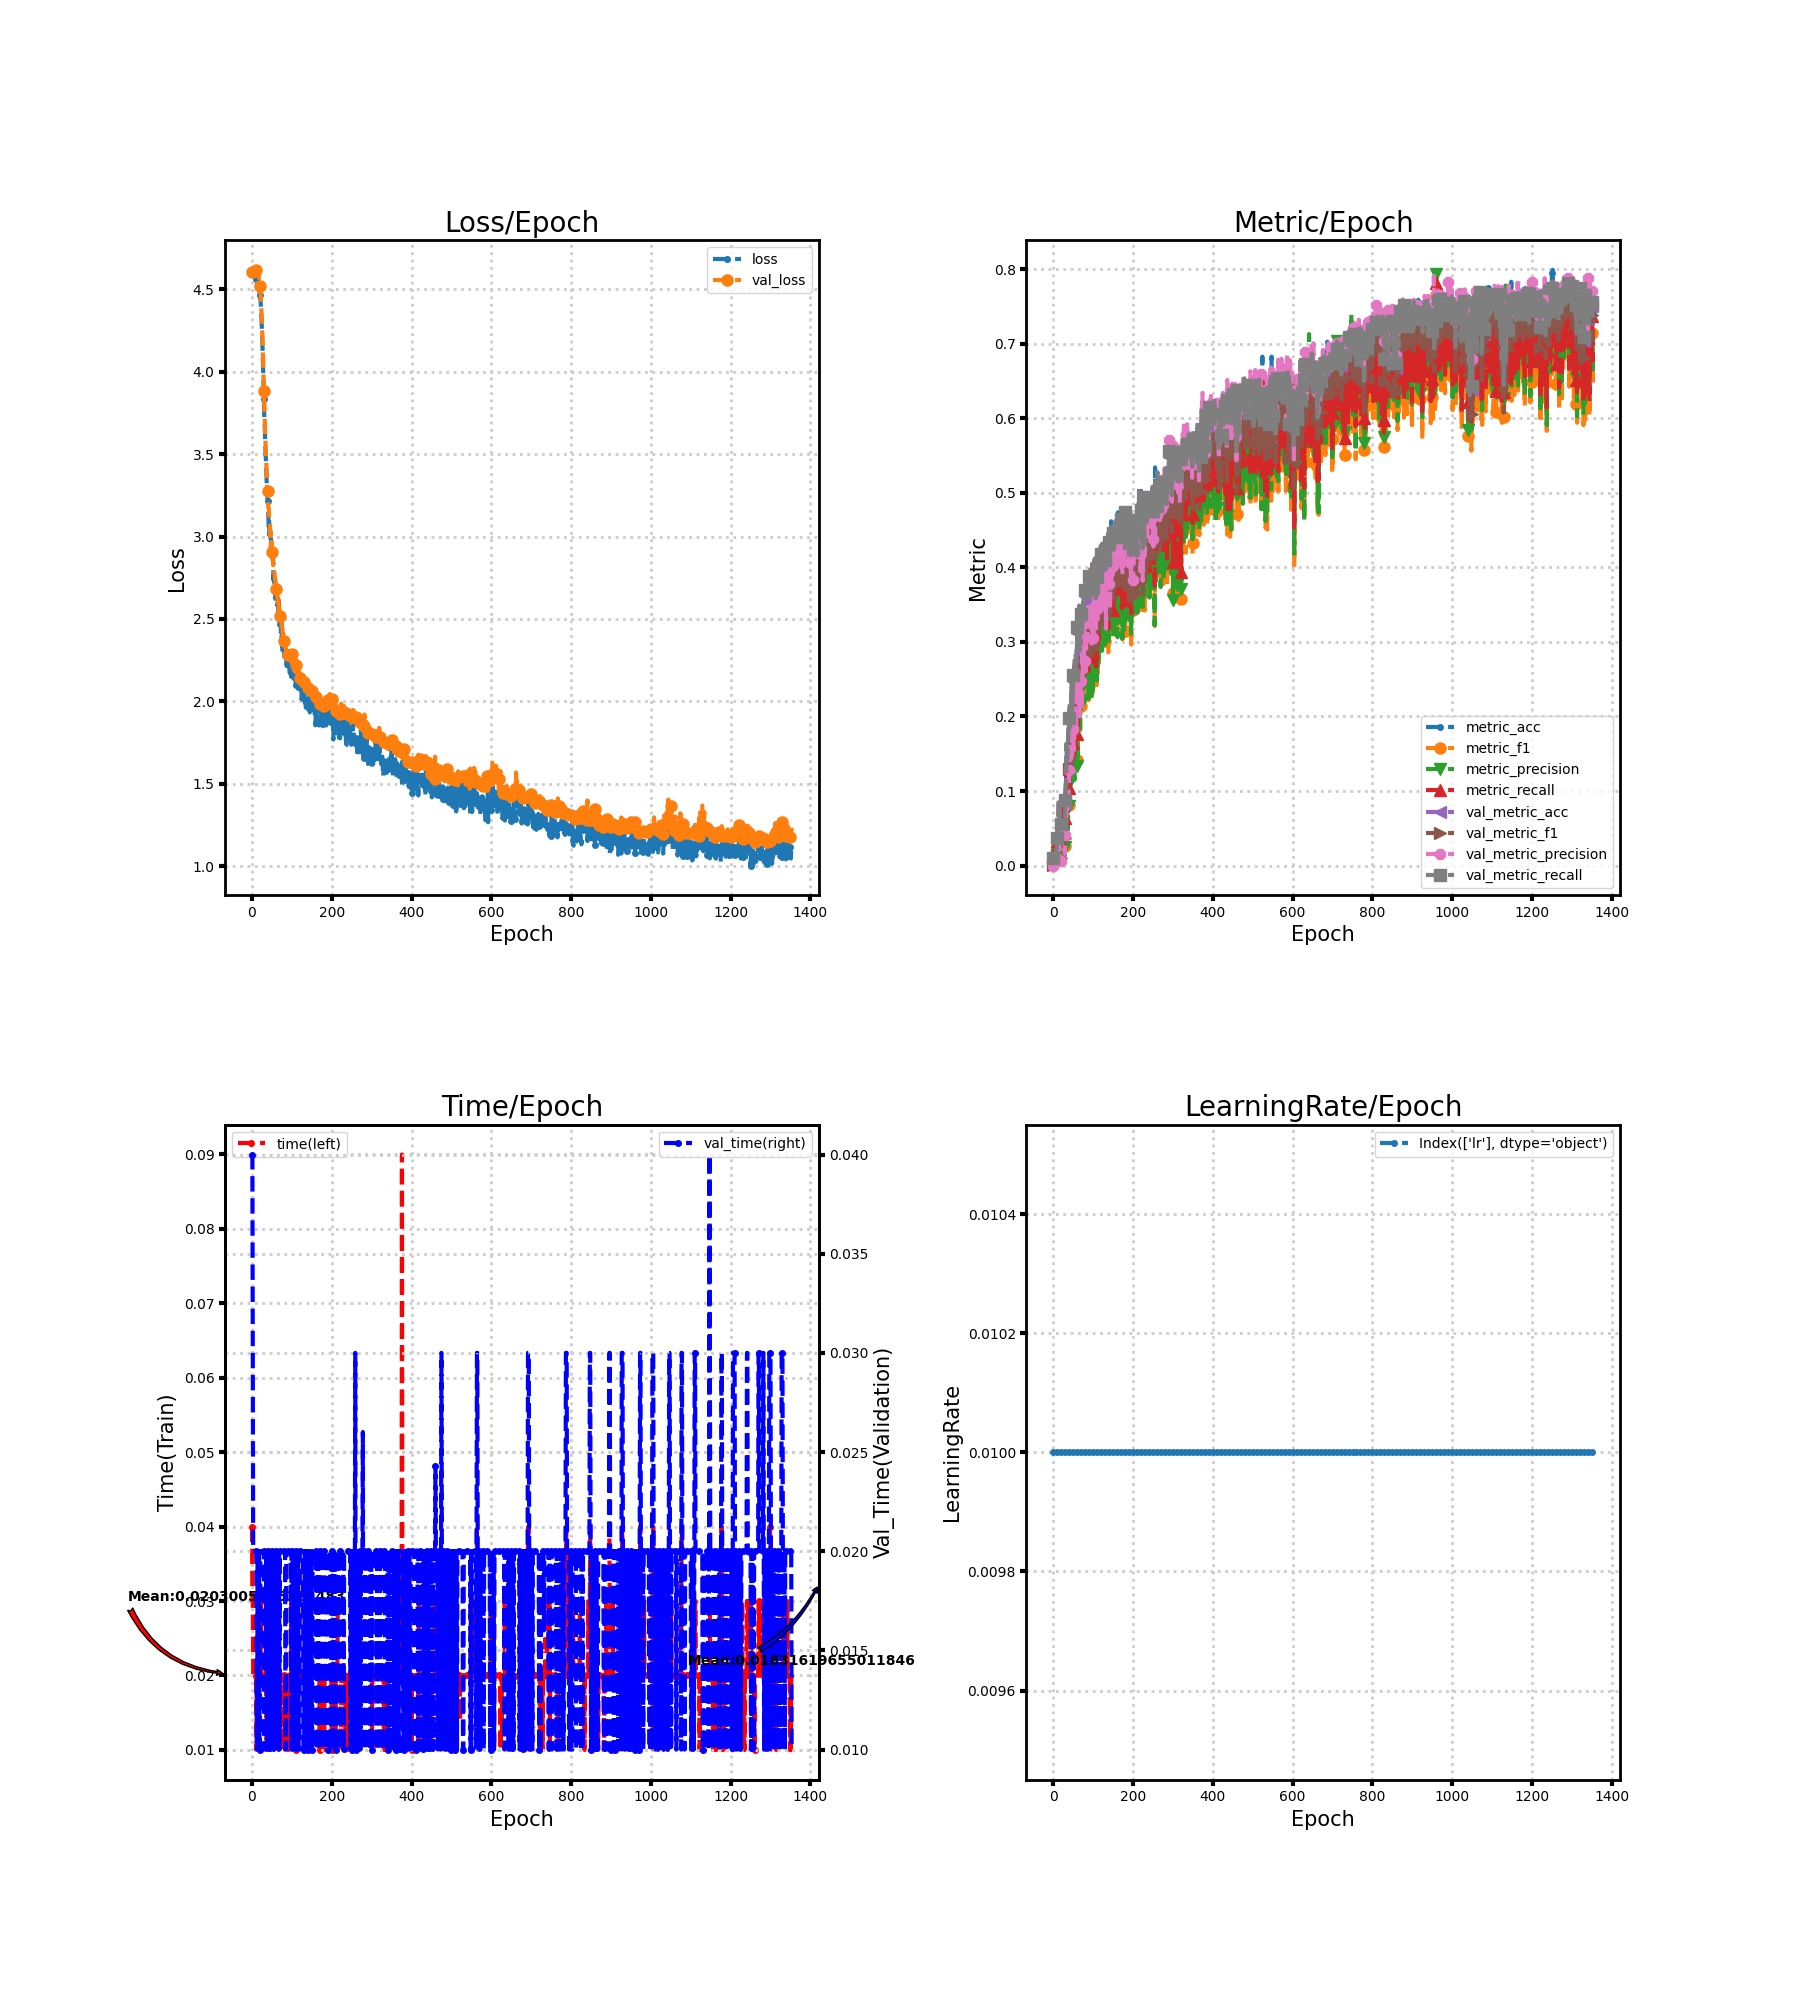 Loss/Epoch
loss
val_loss
4.5
4.0
3.5
3.0
2.5
2.0
1.5
1.0
Loss
0 200 400 600 800 1000 1200 1400
Epoch
Metric/Epoch
0.8
0.7
0.6
0.5
0.4
0.3
0.2
0.1
0.0
Metric
metric_acc
metric_f1
metric_precision
metric_recall
val_metric_acc
val_metric_f1
val_metric_precision
val_metric_recall
0 200 400 600 800 1000 1200 1400
Epoch
Time/Epoch
time(left)
val_time(right)
0.09
0.08
0.07
0.06
0.05
0.04
0.03
0.02
0.01
Time(Train)
0.040
0.035
0.030
0.025
0.020
0.015
0.010
Val_Time(Validation)
Mean:0.01831619655011846
0 200 400 600 800 1000 1200 1400
Epoch
LearningRate/Epoch
Index(['lr'], dtype='object')
0.0104
0.0102
0.0100
0.0098
0.0096
LearningRate
0 200 400 600 800 1000 1200 1400
Epoch